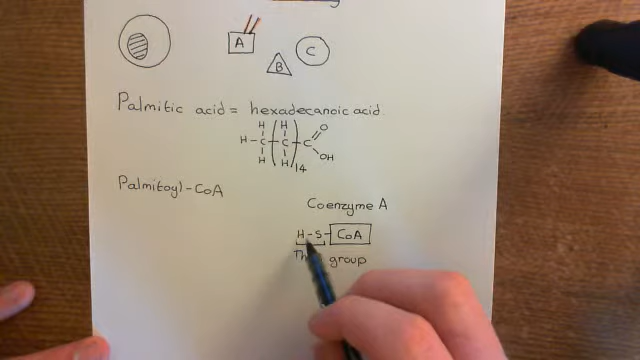 A
B
C
Palmitic acid = hexadecanoic acid
H H O
H-C-(C)-C
H H 14 OH
Palmitoyl-CoA
Coenzyme A
H-S-CoA
group